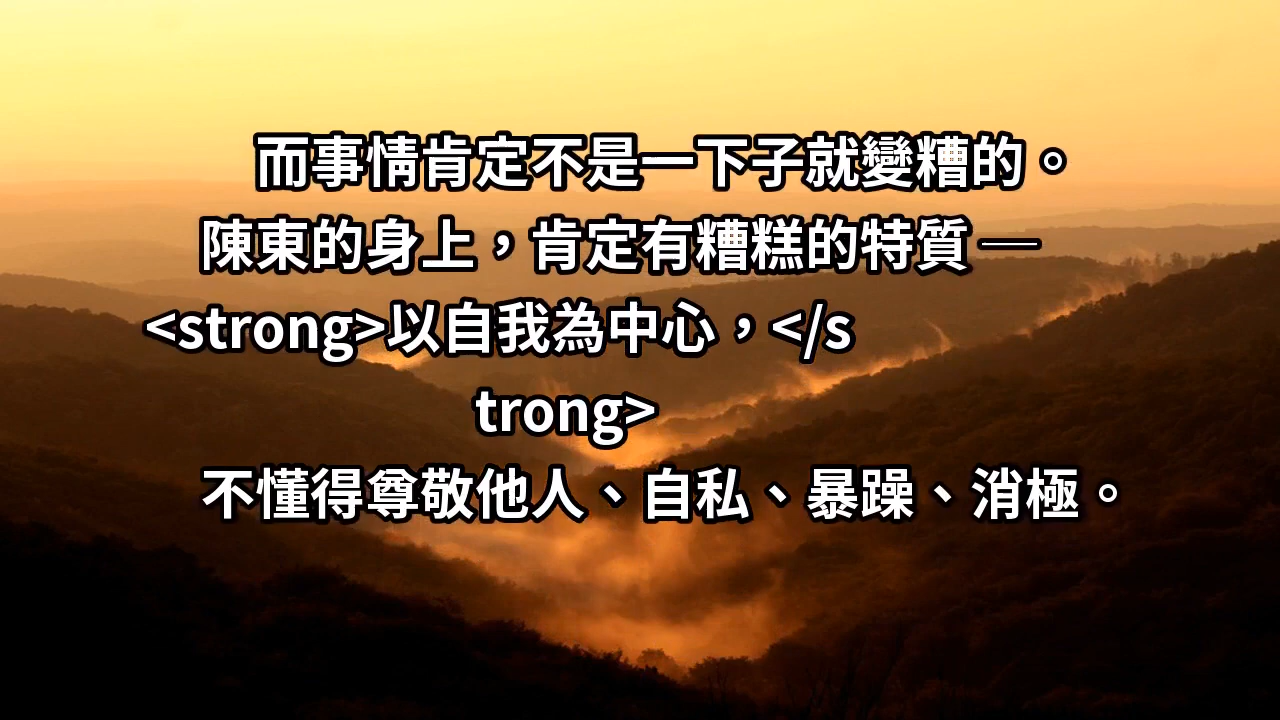 而事情肯定不是一下子就變糟的。
陳東的身上，肯定有糟糕的特質 —
<strong>以自我為中心，</s
trong>
不懂得尊敬他人、自私、暴躁、消極。